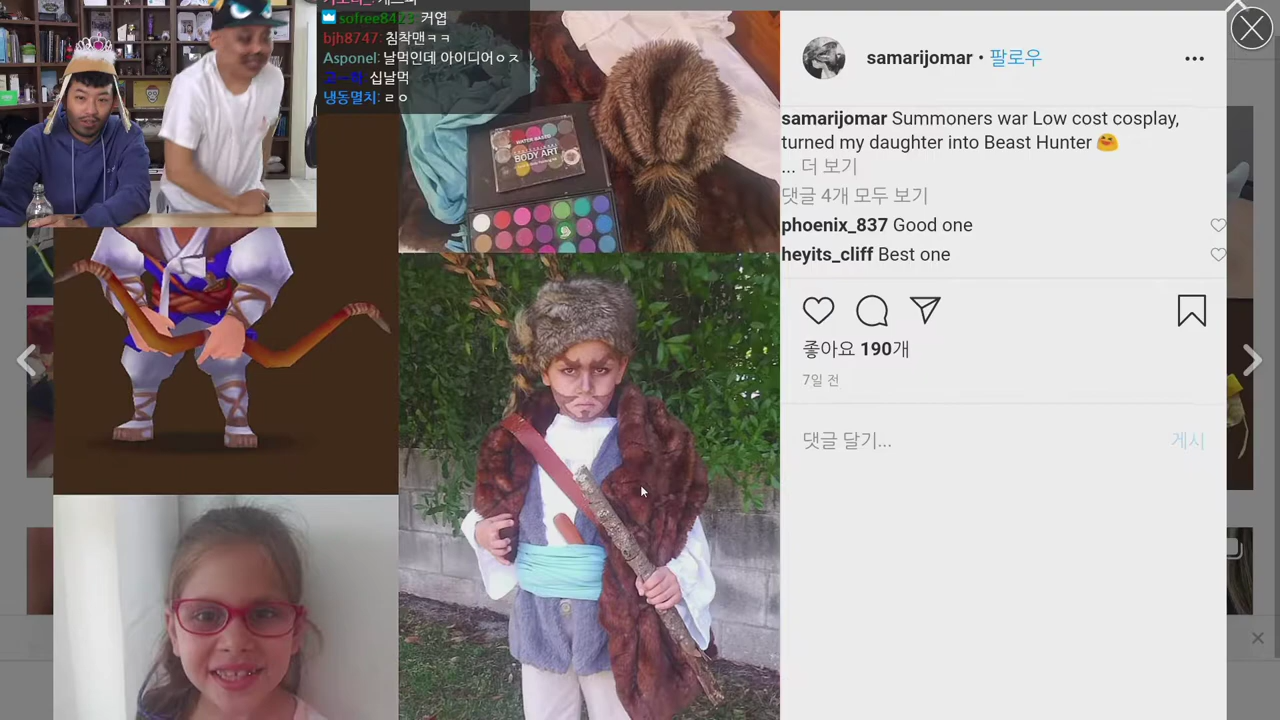 sofree8423 커엽
bjh8747: 침착맨ㅋㅋ
Asponel: 날먹인데 아이디어ㅇㅈ
십날먹
냉동멸치: ㄹㅇ
WATER BASED
BODY ART
samarijomar • 팔로우
samarijomar Summoners war Low cost cosplay,
turned my daughter into Beast Hunter
... 더 보기
댓글 4개 모두 보기
phoenix_837 Good one
heyits_cliff Best one
좋아요 190개
7일 전
댓글 달기...
게시